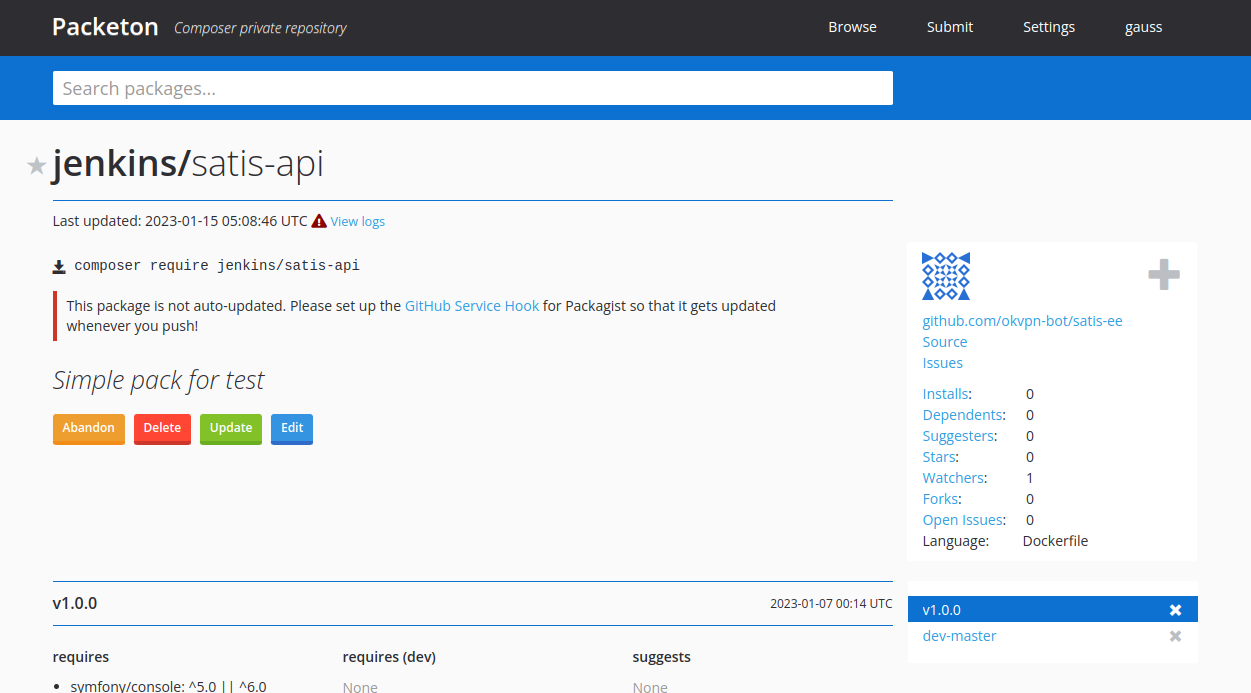 Packeton Composer private repository Browse Submit Settings gauss
Search packages...
jenkins/satis-api
Last updated: 2023-01-15 05:08:46 UTC View logs
composer require jenkins/satis-api
This package is not auto-updated. Please set up the GitHub Service Hook for Packagist so that it gets updated
whenever you push!
Simple pack for test
Abandon Delete Update Edit
github.com/okvpn-bot/satis-ee
Source
Issues
Installs: 0
Dependents: 0
Suggesters: 0
Stars: 0
Watchers: 1
Forks: 0
Open Issues: 0
Language: Dockerfile
v1.0.0 2023-01-07 00:14 UTC
requires requires (dev) suggests
• symfony/console: ^5.0 || ^6.0 None None
v1.0.0
dev-master